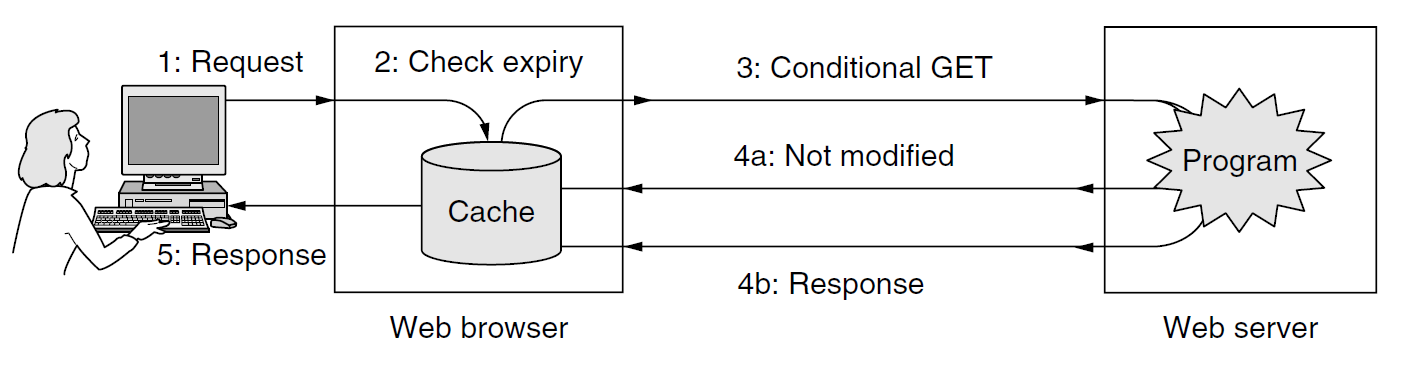 1: Request
2: Check expiry
3: Conditional GET
4a: Not modified
Program
Cache
5: Response
4b: Response
Web browser
Web server